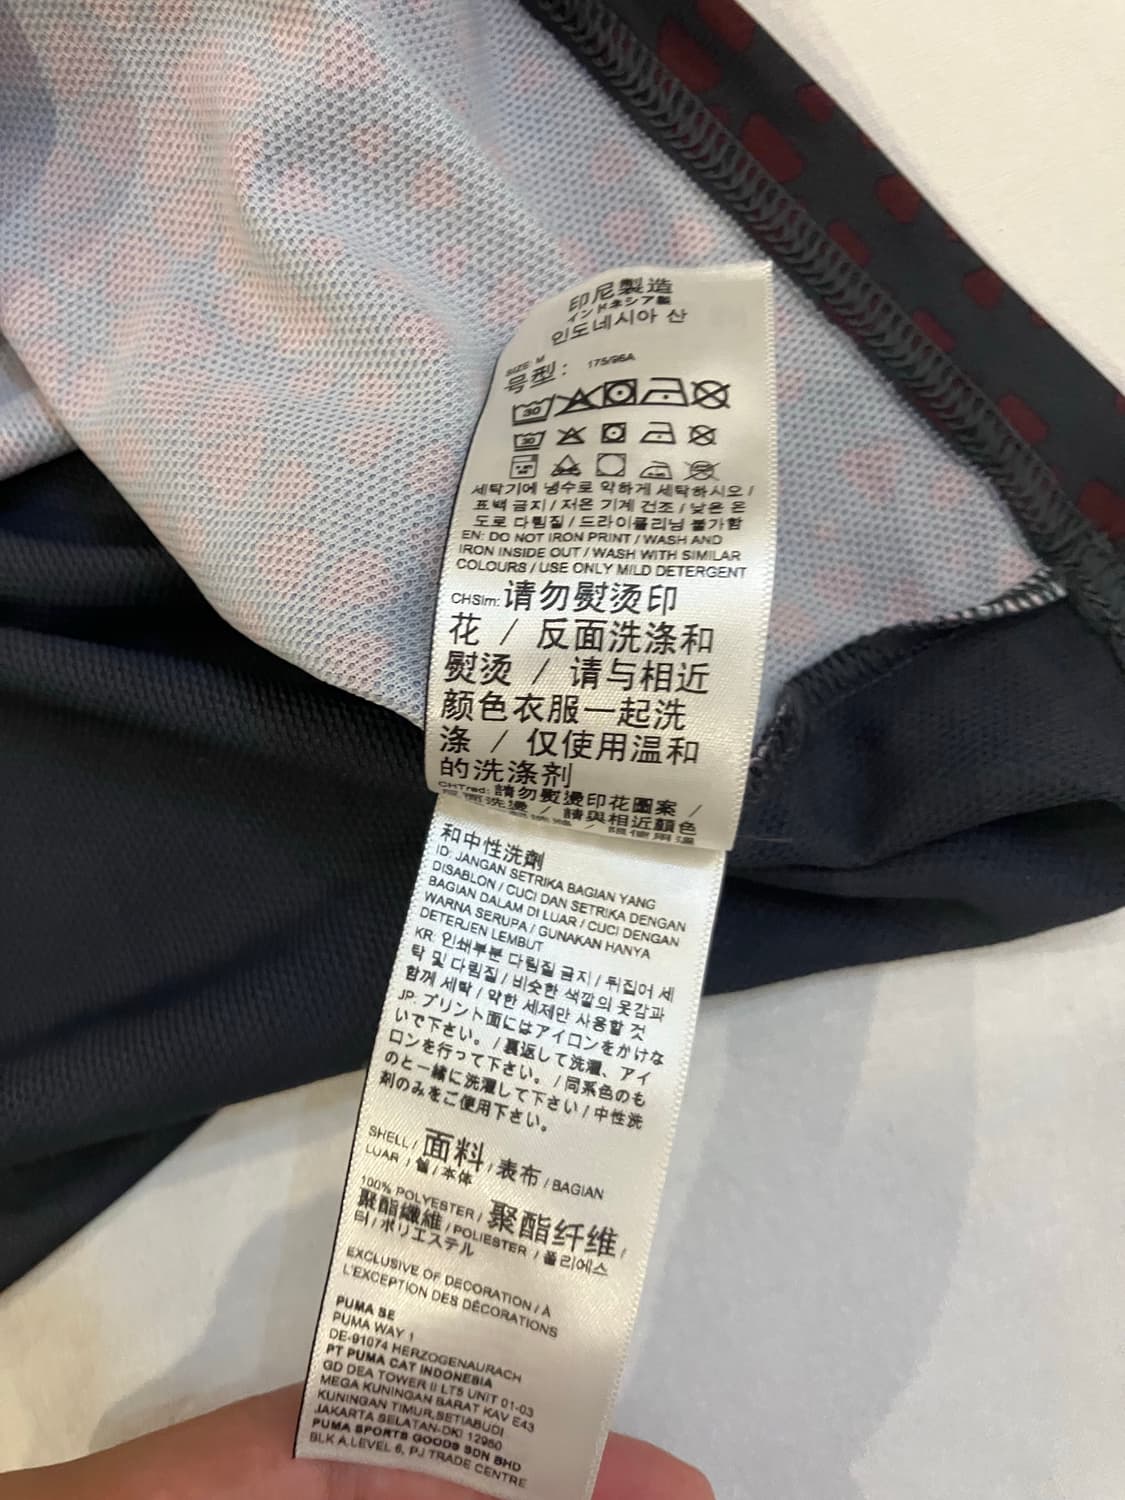 印尼製造
インドネシア製
인도네시아 산
SIZE: M
号型: 175/96A
30
30
세탁기에 냉수로 약하게 세탁하시오 /
표백 금지 / 저온 기계 건조 / 낮은 온
도로 다림질 / 드라이클리닝 불가함
EN: DO NOT IRON PRINT / WASH AND
IRON INSIDE OUT / WASH WITH SIMILAR
COLOURS / USE ONLY MILD DETERGENT
CHSim: 请勿熨烫印
花 / 反面洗涤和
熨烫 / 请与相近
颜色衣服一起洗
涤 / 仅使用温和
的洗涤剂
CHTrad: 請勿熨燙印花圖案 /
洗燙 / 請與相近顏色
和中性洗劑
ID: JANGAN SETRIKA BAGIAN YANG
DISABLON / CUCI DAN SETRIKA DENGAN
BAGIAN DALAM DI LUAR / CUCI DENGAN
WARNA SERUPA / GUNAKAN HANYA
DETERJEN LEMBUT
KR: 인쇄부분 다림질 금지 / 뒤집어 세
탁 및 다림질 / 비슷한 색깔의 옷감과
함께 세탁 / 약한 세제만 사용할 것
JP: プリント面にはアイロンをかけな
いで下さい。 / 裏返して洗濯、アイ
ロンを行って下さい。 / 同系色のも
のと一緒に洗濯して下さい / 中性洗
剤のみをご使用下さい。
SHELL / 面料 / 表布 / BAGIAN
LUAR / 겉 / 本体
100% POLYESTER / 聚酯纤维 /
聚酯纖維 / POLIESTER / 폴리에스
터 / ポリエステル
EXCLUSIVE OF DECORATION / À
L'EXCEPTION DES DÉCORATIONS
PUMA SE
PUMA WAY 1
DE-91074 HERZOGENAURACH
PT PUMA CAT INDONESIA
GD DEA TOWER II LT5 UNIT 01-03
MEGA KUNINGAN BARAT KAV E43
KUNINGAN TIMUR,SETIABUDI
JAKARTA SELATAN-DKI 12950
PUMA SPORTS GOODS SDN BHD
BLK A,LEVEL 6, PJ TRADE CENTRE